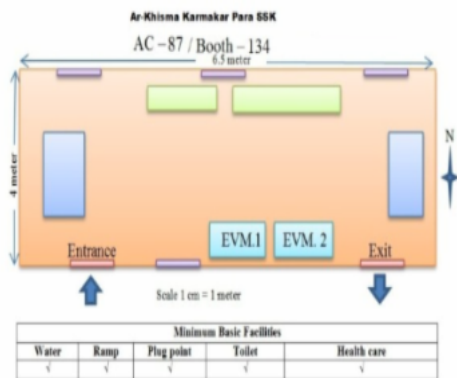 Ar-Khisma Karmakar Para SSK
AC – 87 / Booth – 134
6.5 meter
4 meter
N
EVM.1
EVM. 2
Entrance
Exit
Scale 1 cm = 1 meter
Minimum Basic Facilities
Water Ramp Plug point Toilet Health care
√ √ √ √ √